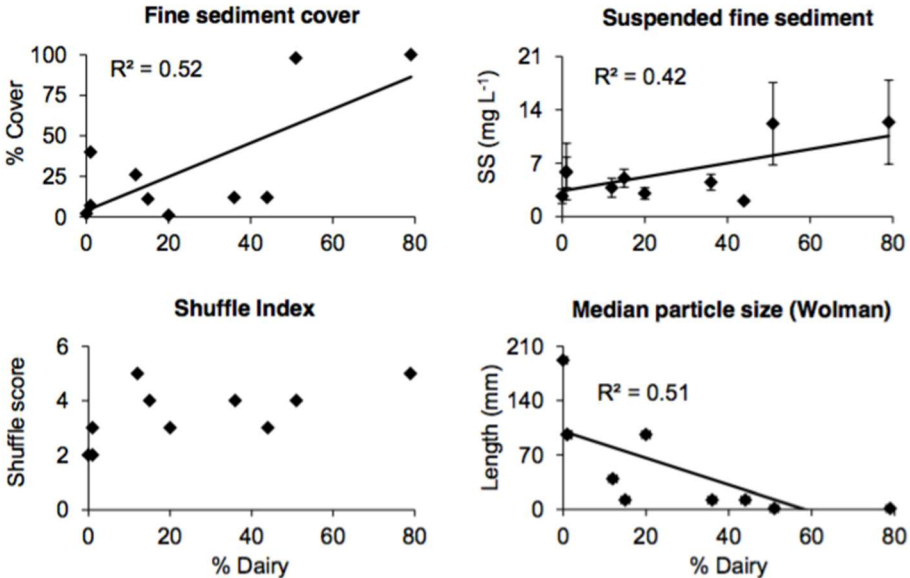 Fine sediment cover
% Cover
100
75
50
25
0
R² = 0.52
0 20 40 60 80
Suspended fine sediment
SS (mg L⁻¹)
21
14
7
0
R² = 0.42
0 20 40 60 80
Shuffle Index
Shuffle score
6
4
2
0
0 20 40 60 80
% Dairy
Median particle size (Wolman)
Length (mm)
210
140
70
0
R² = 0.51
0 20 40 60 80
% Dairy